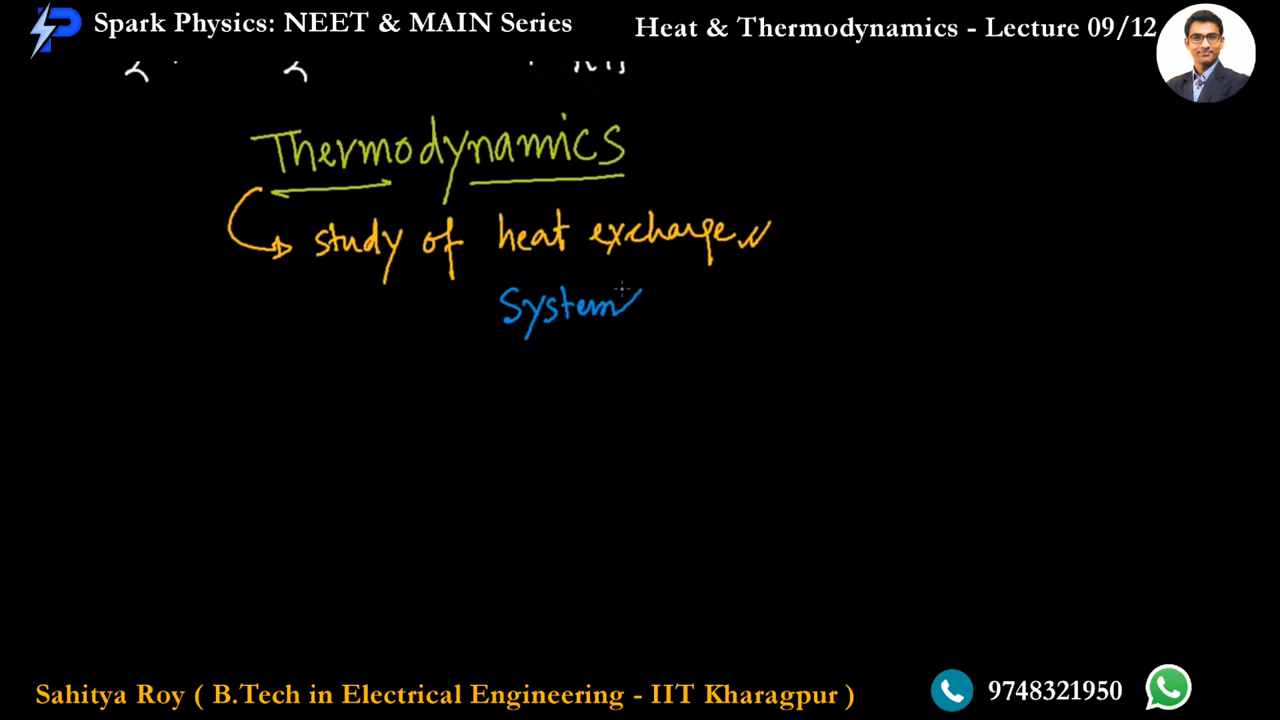 Spark Physics: NEET & MAIN Series
Heat & Thermodynamics - Lecture 09/12
Thermodynamics
study of heat exchange
System
Sahitya Roy ( B.Tech in Electrical Engineering - IIT Kharagpur )
9748321950